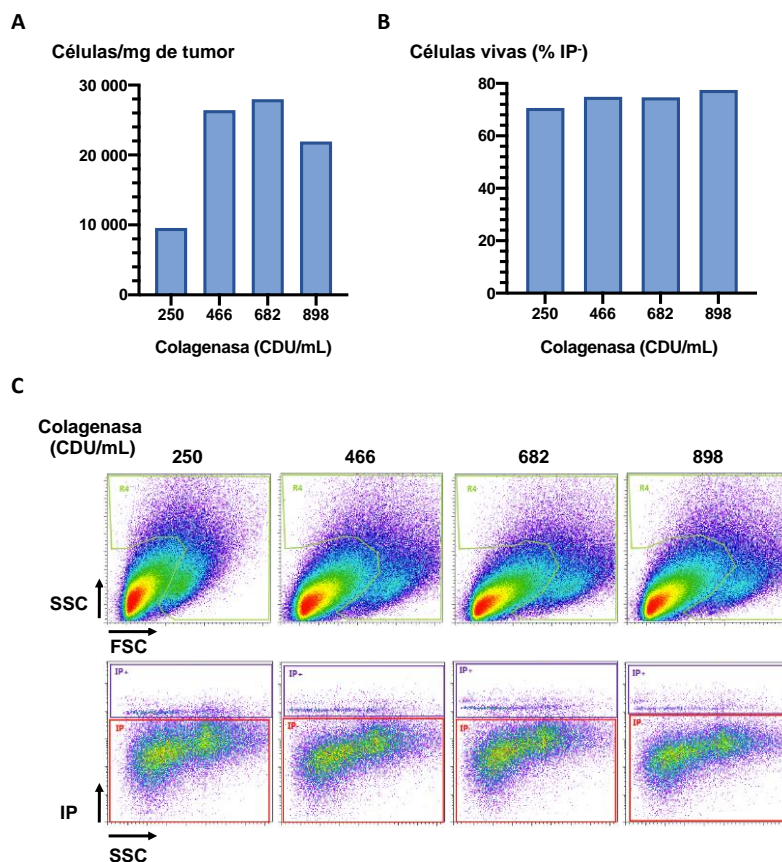 A
Células/mg de tumor
30 000
20 000
10 000
0
250 466 682 898
Colagenasa (CDU/mL)
B
Células vivas (% IP-)
80
60
40
20
0
250 466 682 898
Colagenasa (CDU/mL)
C
Colagenasa
(CDU/mL)
250 466 682 898
R4 R4 R4 R4
SSC
FSC
IP+ IP+ IP+ IP+
IP- IP- IP- IP-
IP
SSC